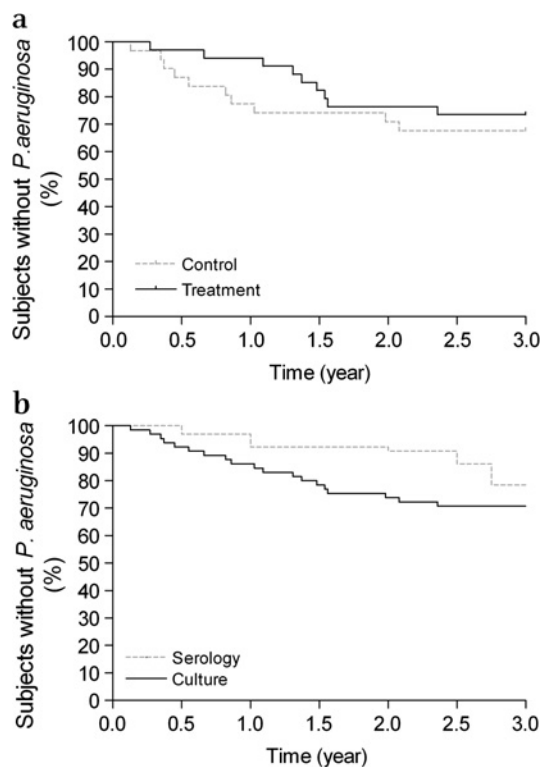 a
Subjects without P.aeruginosa
(%)
100
90
80
70
60
50
40
30
20
10
0
Control
Treatment
0.0 0.5 1.0 1.5 2.0 2.5 3.0
Time (year)
b
Subjects without P. aeruginosa
(%)
100
90
80
70
60
50
40
30
20
10
0
Serology
Culture
0.0 0.5 1.0 1.5 2.0 2.5 3.0
Time (year)